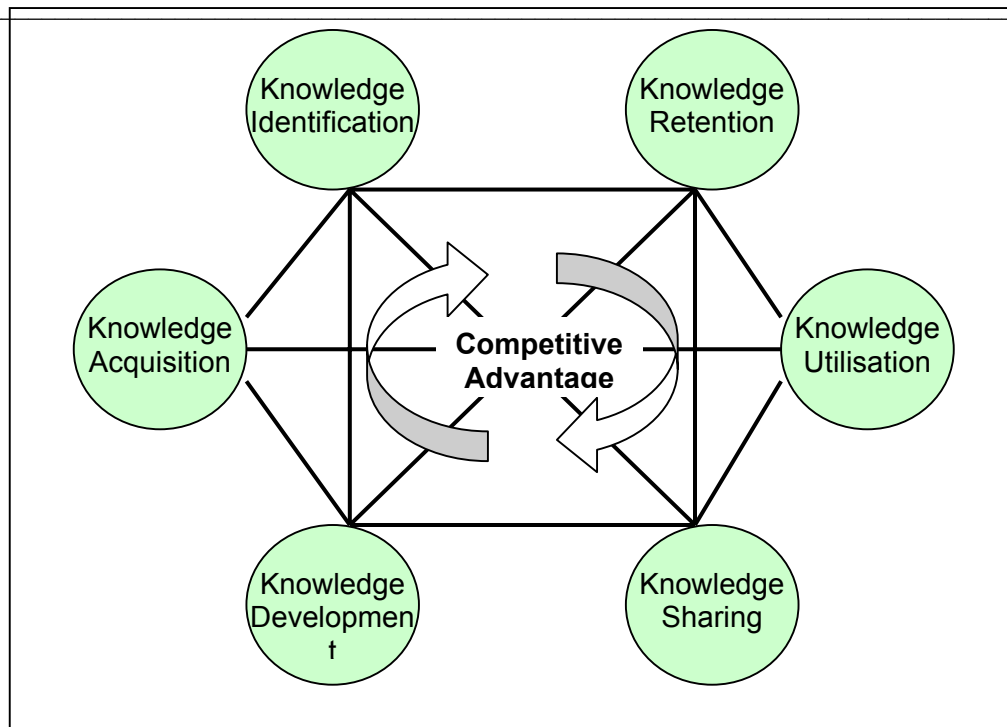 Knowledge
Identification
Knowledge
Retention
Knowledge
Acquisition
Competitive
Advantage
Knowledge
Utilisation
Knowledge
Developmen
t
Knowledge
Sharing